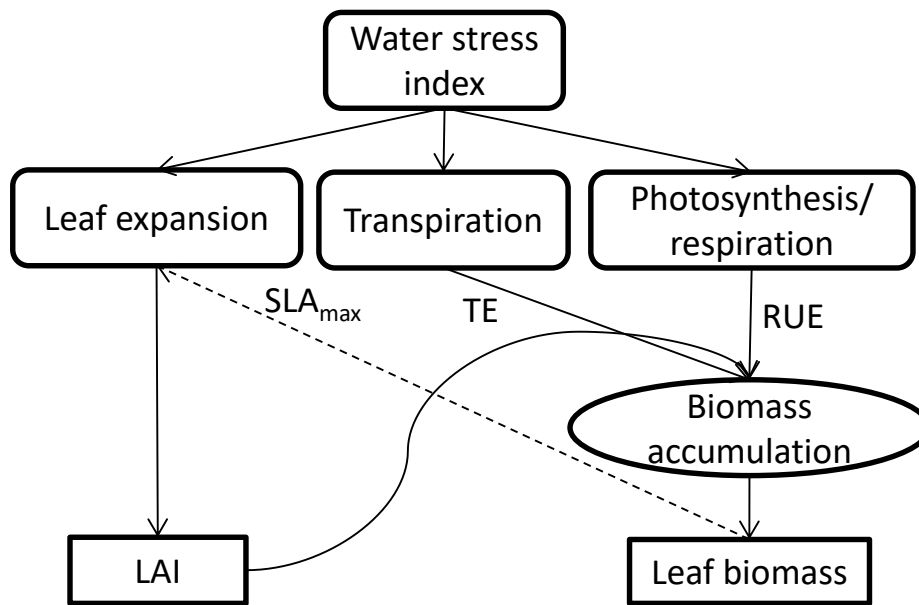 Water stress
index
Leaf expansion
Transpiration
Photosynthesis/
respiration
SLAmax
TE
RUE
Biomass
accumulation
LAI
Leaf biomass